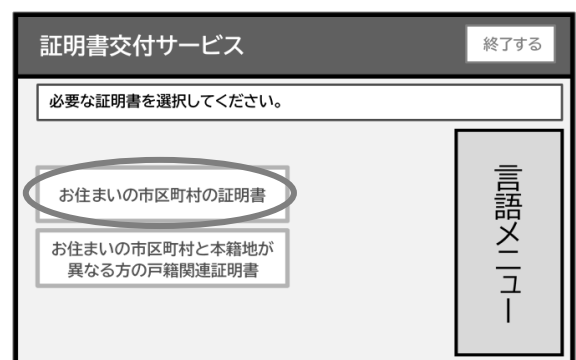 証明書交付サービス
終了する
必要な証明書を選択してください。
お住まいの市区町村の証明書
お住まいの市区町村と本籍地が
異なる方の戸籍関連証明書
言語メニュー